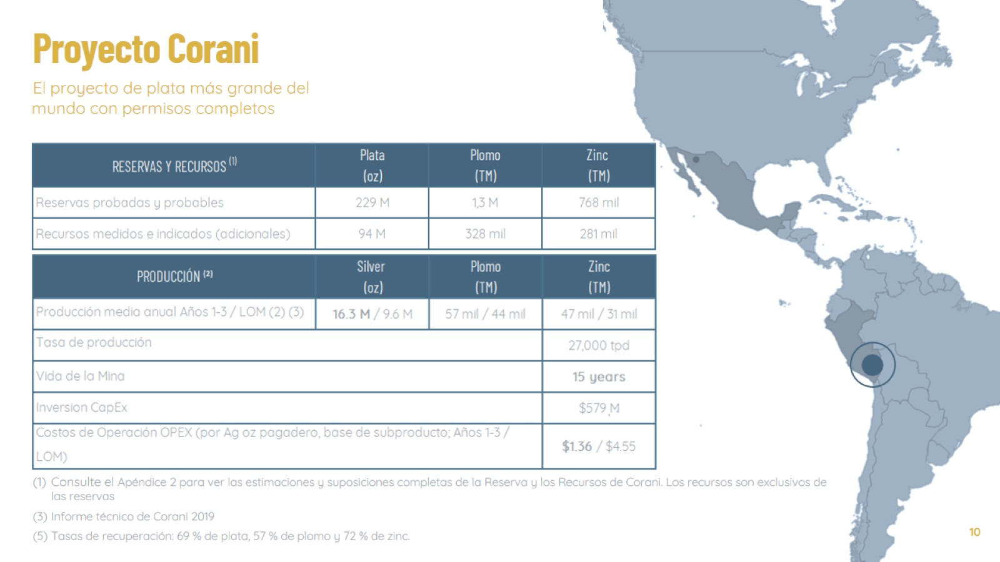 Proyecto Corani
El proyecto de plata más grande del
mundo con permisos completos
RESERVAS Y RECURSOS (1) Plata (oz) Plomo (TM) Zinc (TM)
Reservas probadas y probables 229 M 1,3 M 768 mil
Recursos medidos e indicados (adicionales) 94 M 328 mil 281 mil
PRODUCCIÓN (2) Silver (oz) Plomo (TM) Zinc (TM)
Producción media anual Años 1-3 / LOM (2) (3) 16.3 M / 9.6 M 57 mil / 44 mil 47 mil / 31 mil
Tasa de producción 27,000 tpd
Vida de la Mina 15 years
Inversion CapEx $579 M
Costos de Operación OPEX (por Ag oz pagadero, base de subproducto; Años 1-3 /
LOM) $1.36 / $4.55
(1) Consulte el Apéndice 2 para ver las estimaciones y suposiciones completas de la Reserva y los Recursos de Corani. Los recursos son exclusivos de
las reservas
(3) Informe técnico de Corani 2019
(5) Tasas de recuperación: 69 % de plata, 57 % de plomo y 72 % de zinc.
10